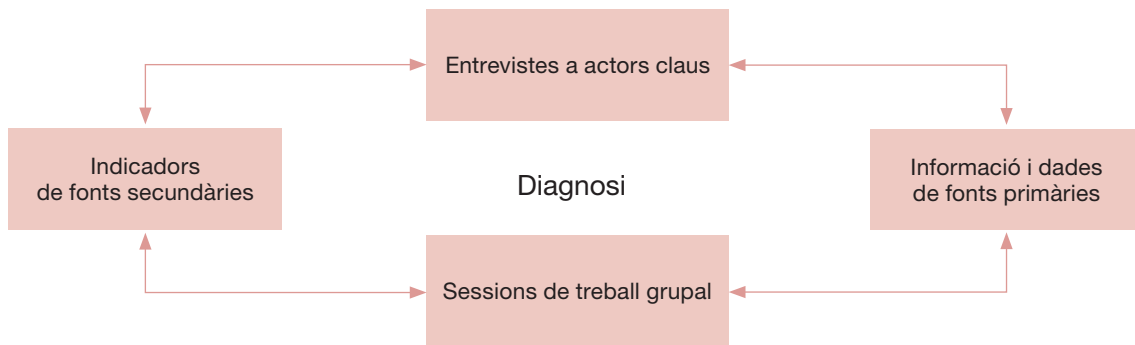 Entrevistes a actors claus
Indicadors
de fonts secundàries
Diagnosi
Informació i dades
de fonts primàries
Sessions de treball grupal